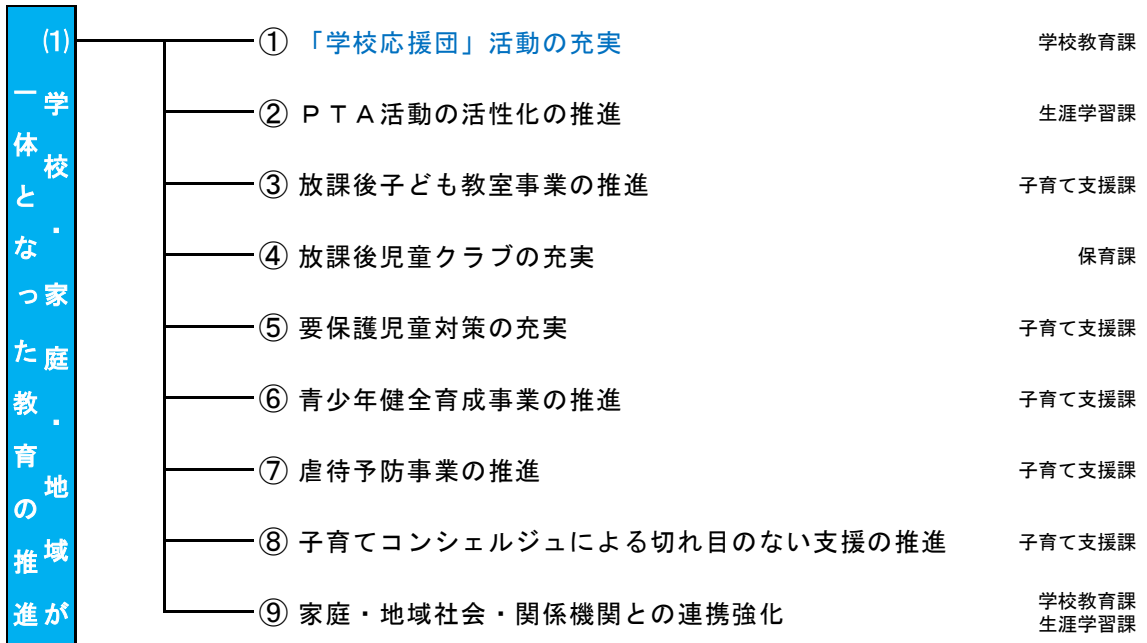 ⑴ 学校・家庭・地域が
一体となった教育の推進
① 「学校応援団」活動の充実 学校教育課
② ＰＴＡ活動の活性化の推進 生涯学習課
③ 放課後子ども教室事業の推進 子育て支援課
④ 放課後児童クラブの充実 保育課
⑤ 要保護児童対策の充実 子育て支援課
⑥ 青少年健全育成事業の推進 子育て支援課
⑦ 虐待予防事業の推進 子育て支援課
⑧ 子育てコンシェルジュによる切れ目のない支援の推進 子育て支援課
⑨ 家庭・地域社会・関係機関との連携強化 学校教育課
生涯学習課